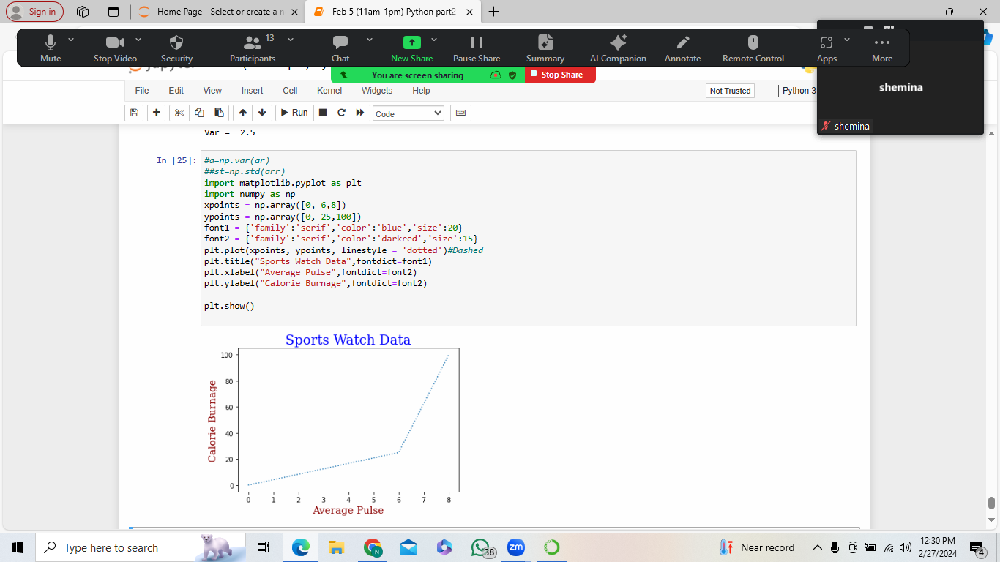 Sign in
Home Page - Select or create a n
Feb 5 (11am-1pm) Python part2
Mute
Stop Video
Security
Participants
13
Chat
New Share
Pause Share
Summary
AI Companion
Annotate
Remote Control
Apps
More
You are screen sharing
Stop Share
shemina
shemina
File
Edit
View
Insert
Cell
Kernel
Widgets
Help
Not Trusted
Python 3
Run
Code
Var =  2.5
In [25]:
#a=np.var(ar)
##st=np.std(arr)
import matplotlib.pyplot as plt
import numpy as np
xpoints = np.array([0, 6,8])
ypoints = np.array([0, 25,100])
font1 = {'family':'serif','color':'blue','size':20}
font2 = {'family':'serif','color':'darkred','size':15}
plt.plot(xpoints, ypoints, linestyle = 'dotted')#Dashed
plt.title("Sports Watch Data",fontdict=font1)
plt.xlabel("Average Pulse",fontdict=font2)
plt.ylabel("Calorie Burnage",fontdict=font2)
plt.show()
Sports Watch Data
Calorie Burnage
100
80
60
40
20
0
0 1 2 3 4 5 6 7 8
Average Pulse
Type here to search
38
zm
Near record
12:30 PM
2/27/2024
4